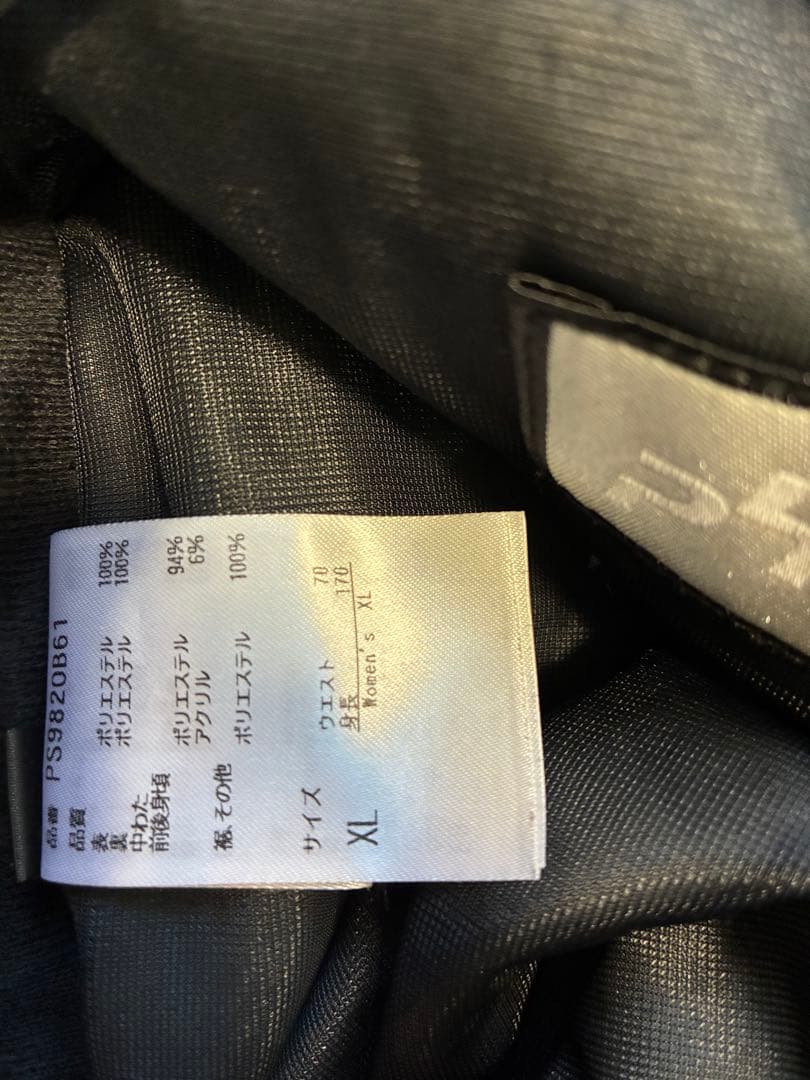 品番 PS9820B61
品質
表 ポリエステル 100%
裏 ポリエステル 100%
中わた
前後身頃 ポリエステル 94%
アクリル 6%
裾、その他 ポリエステル 100%
サイズ ウエスト 70
身長 170
XL Women's XL